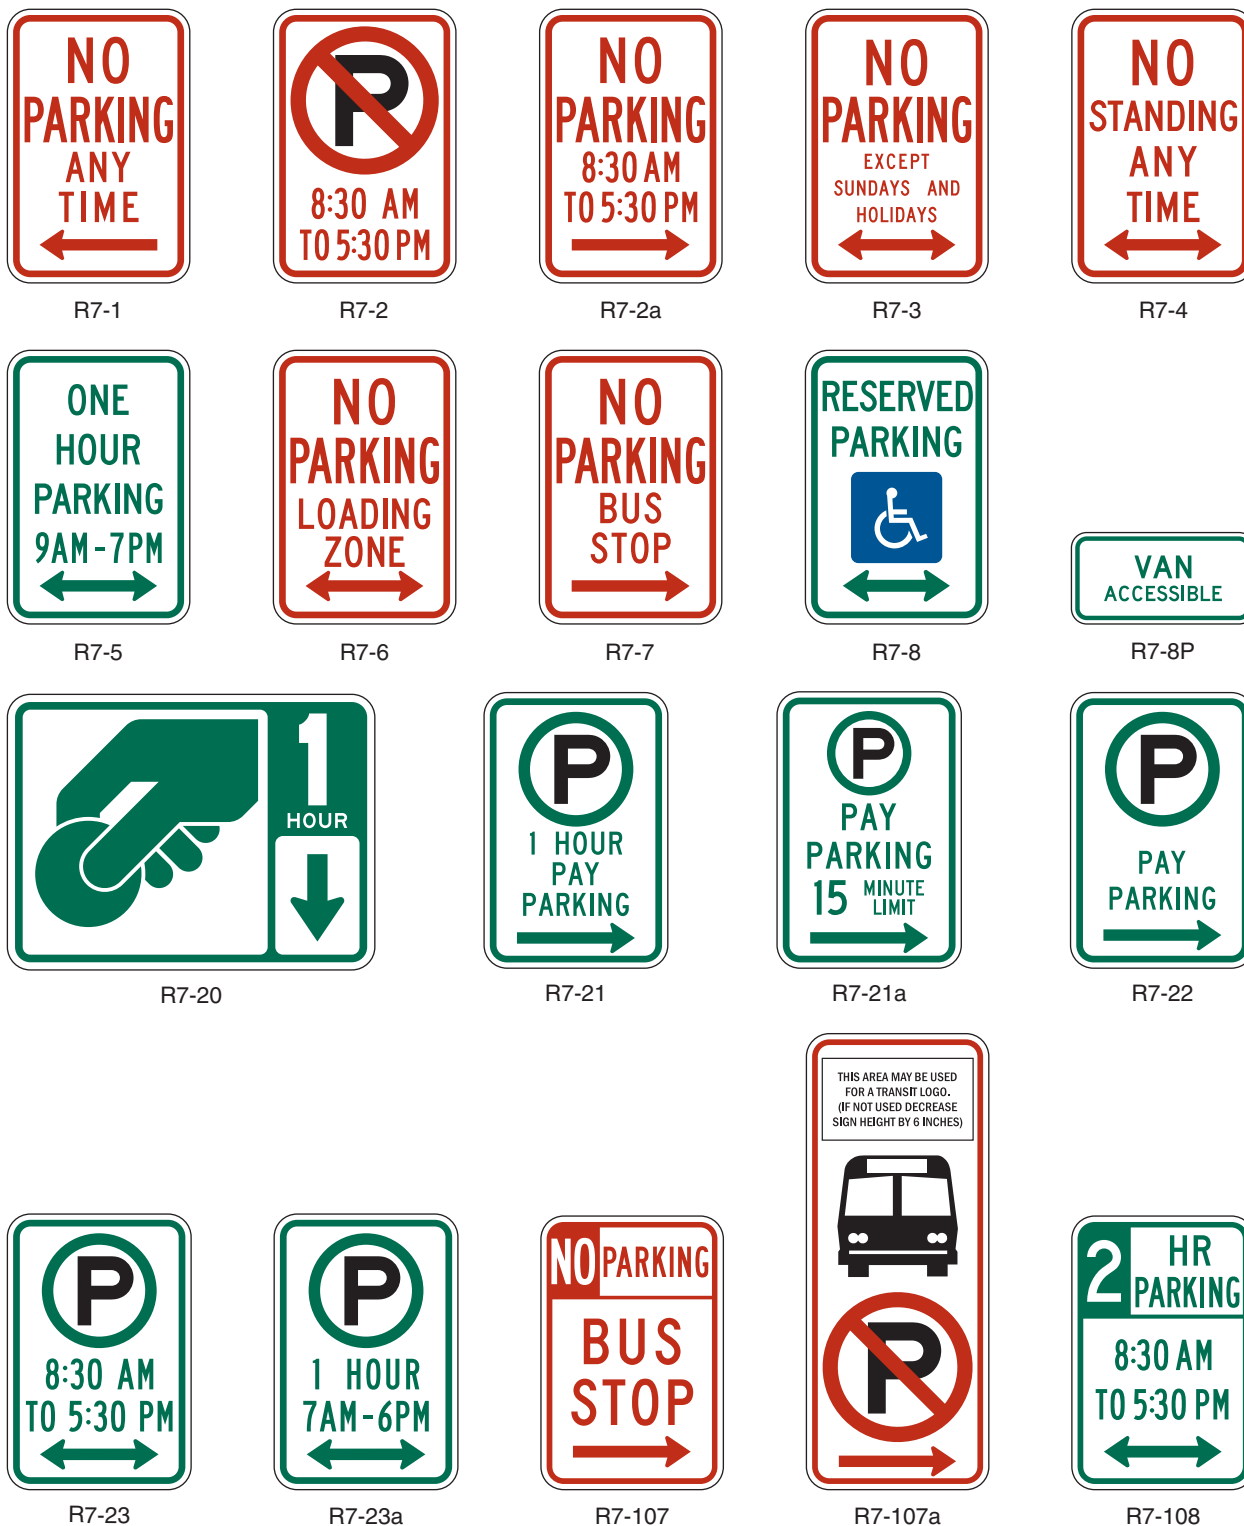 NO
PARKING
ANY
TIME
R7-1
P
8:30 AM
TO 5:30 PM
R7-2
NO
PARKING
8:30 AM
TO 5:30 PM
R7-2a
NO
PARKING
EXCEPT
SUNDAYS AND
HOLIDAYS
R7-3
NO
STANDING
ANY
TIME
R7-4
ONE
HOUR
PARKING
9AM-7PM
R7-5
NO
PARKING
LOADING
ZONE
R7-6
NO
PARKING
BUS
STOP
R7-7
RESERVED
PARKING
R7-8
VAN
ACCESSIBLE
R7-8P
1
HOUR
R7-20
P
1 HOUR
PAY
PARKING
R7-21
P
PAY
PARKING
15 MINUTE
LIMIT
R7-21a
P
PAY
PARKING
R7-22
P
8:30 AM
TO 5:30 PM
R7-23
P
1 HOUR
7AM-6PM
R7-23a
NO PARKING
BUS
STOP
R7-107
THIS AREA MAY BE USED
FOR A TRANSIT LOGO.
(IF NOT USED DECREASE
SIGN HEIGHT BY 6 INCHES)
P
R7-107a
2 HR
PARKING
8:30 AM
TO 5:30 PM
R7-108